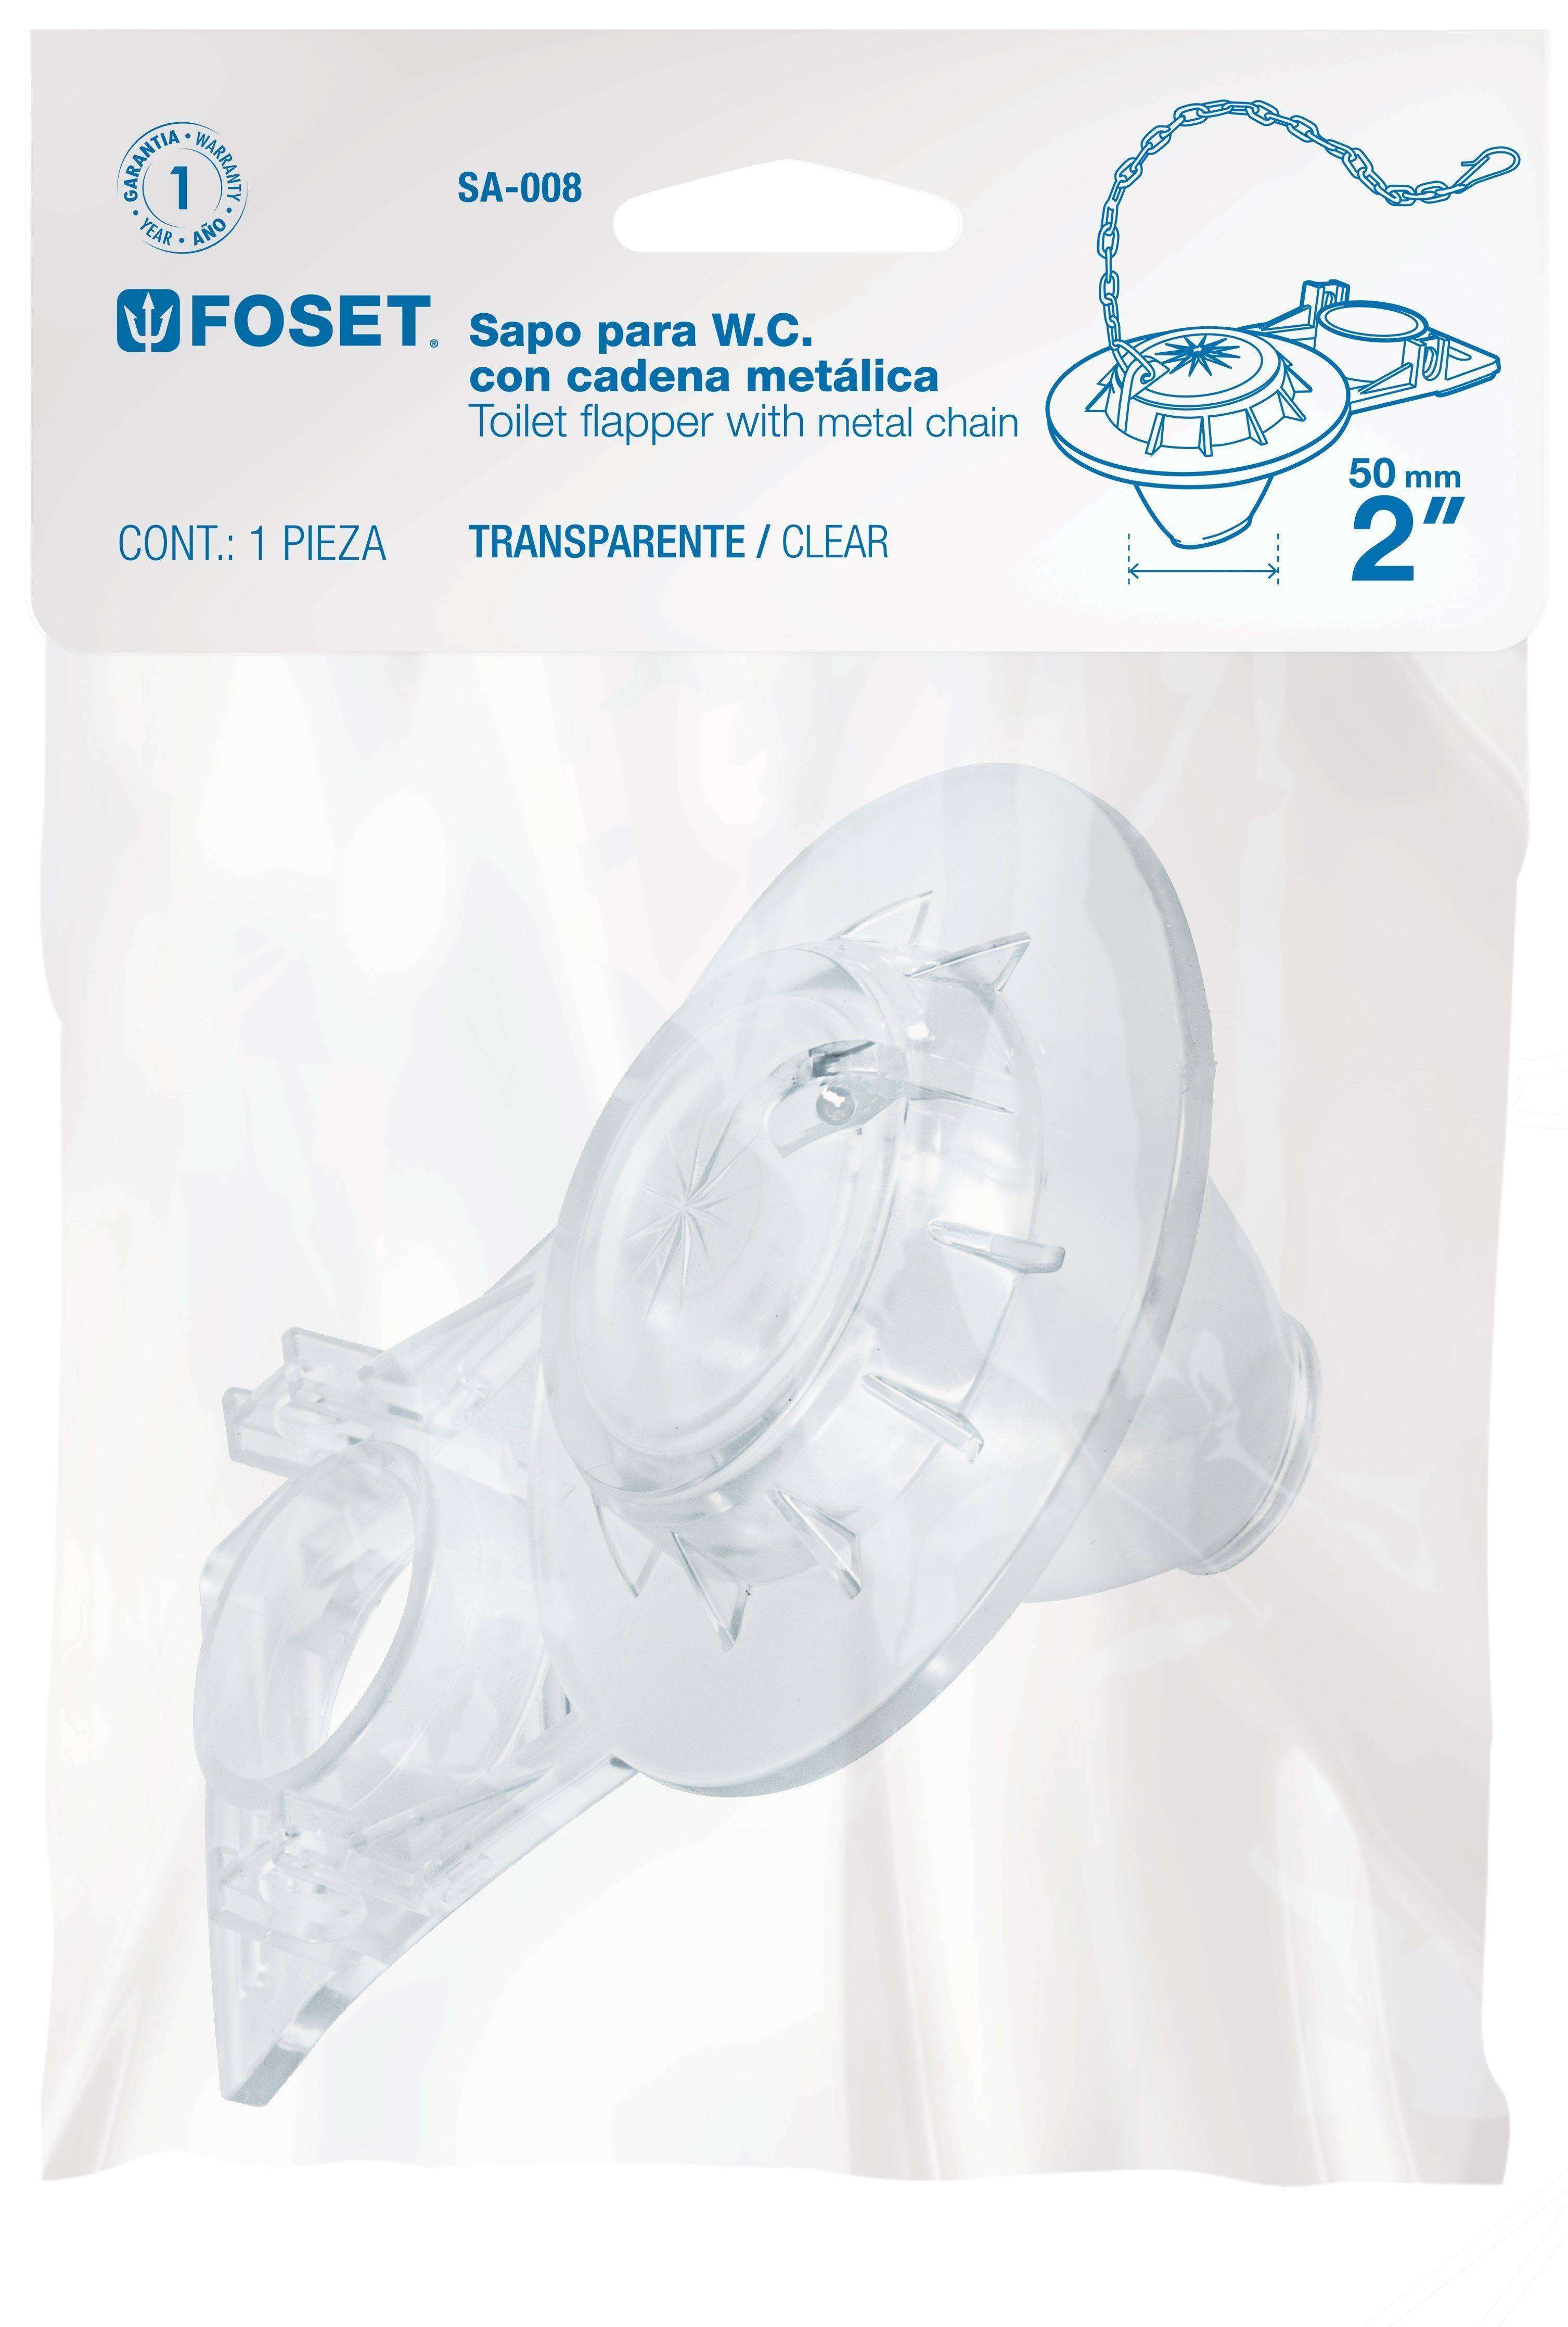 GARANTIA • WARRANTY • 1 YEAR • AÑO •
SA-008
FOSET®
Sapo para W.C.
con cadena metálica
Toilet flapper with metal chain
CONT.: 1 PIEZA
TRANSPARENTE / CLEAR
50 mm
2"